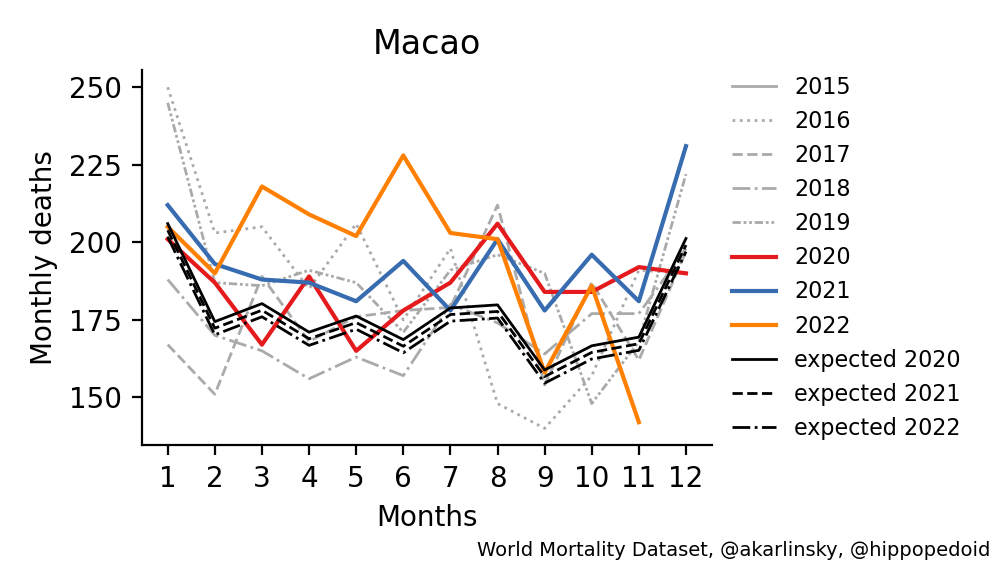 Macao
Monthly deaths
250
225
200
175
150
1 2 3 4 5 6 7 8 9 10 11 12
Months
2015
2016
2017
2018
2019
2020
2021
2022
expected 2020
expected 2021
expected 2022
World Mortality Dataset, @akarlinsky, @hippopedoid